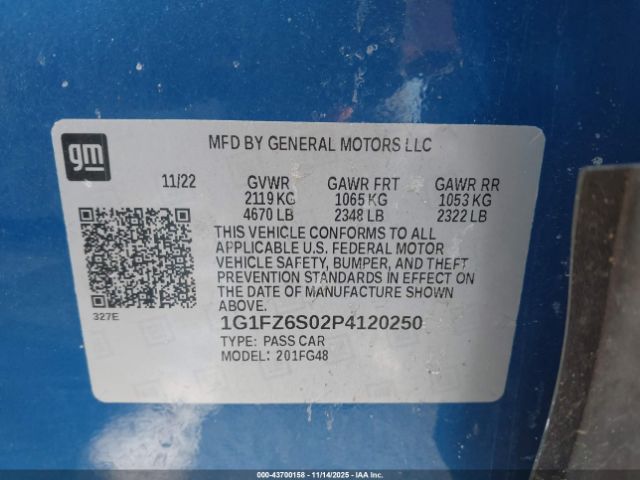 gm
MFD BY GENERAL MOTORS LLC
11/22 GVWR GAWR FRT GAWR RR
2119 KG 1065 KG 1053 KG
4670 LB 2348 LB 2322 LB
THIS VEHICLE CONFORMS TO ALL
APPLICABLE U.S. FEDERAL MOTOR
VEHICLE SAFETY, BUMPER, AND THEFT
PREVENTION STANDARDS IN EFFECT ON
THE DATE OF MANUFACTURE SHOWN
ABOVE.
327E
1G1FZ6S02P4120250
TYPE: PASS CAR
MODEL: 201FG48
000-43700158 - 11/14/2025 - IAA